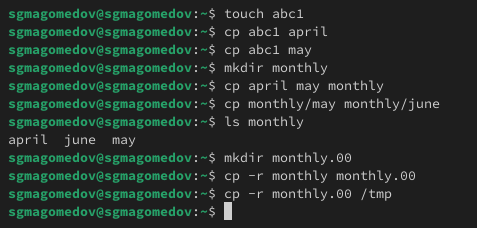 sgmagomedov@sgmagomedov:~$ touch abc1
sgmagomedov@sgmagomedov:~$ cp abc1 april
sgmagomedov@sgmagomedov:~$ cp abc1 may
sgmagomedov@sgmagomedov:~$ mkdir monthly
sgmagomedov@sgmagomedov:~$ cp april may monthly
sgmagomedov@sgmagomedov:~$ cp monthly/may monthly/june
sgmagomedov@sgmagomedov:~$ ls monthly
april  june  may
sgmagomedov@sgmagomedov:~$ mkdir monthly.00
sgmagomedov@sgmagomedov:~$ cp -r monthly monthly.00
sgmagomedov@sgmagomedov:~$ cp -r monthly.00 /tmp
sgmagomedov@sgmagomedov:~$